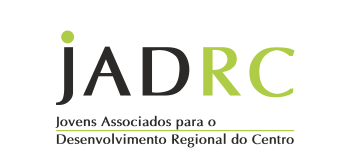 jADRC
Jovens Associados para o
Desenvolvimento Regional do Centro